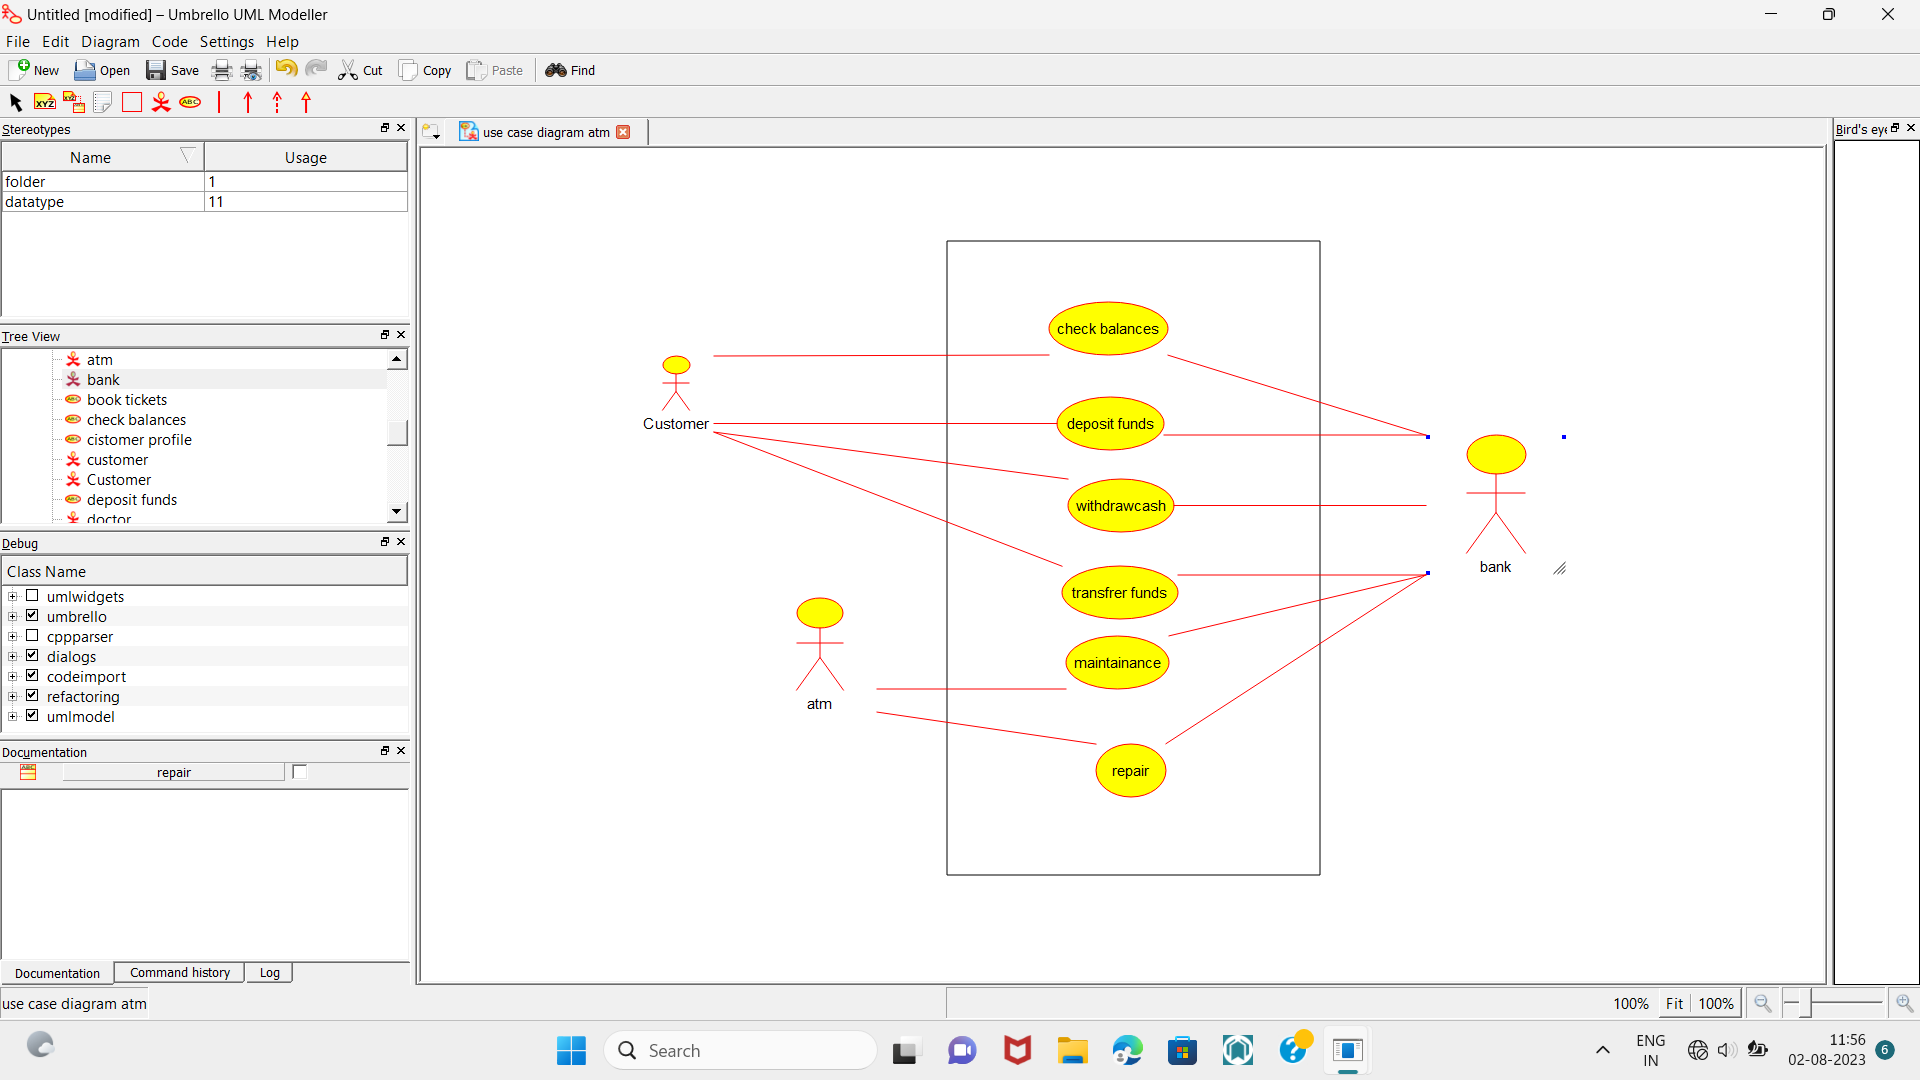 Untitled [modified] – Umbrello UML Modeller
File Edit Diagram Code Settings Help
New Open Save Cut Copy Paste Find
XYZ XYZ ABC
Stereotypes
Name Usage
folder 1
datatype 11
Tree View
atm
bank
book tickets
check balances
cistomer profile
customer
Customer
deposit funds
doctor
Debug
Class Name
umlwidgets
umbrello
cppparser
dialogs
codeimport
refactoring
umlmodel
Documentation
repair
Documentation Command history Log
use case diagram atm
use case diagram atm
Bird's eye
check balances
Customer
deposit funds
withdrawcash
transfrer funds
maintainance
repair
atm
bank
100% Fit 100%
Search
ENG
IN
11:56
02-08-2023
6